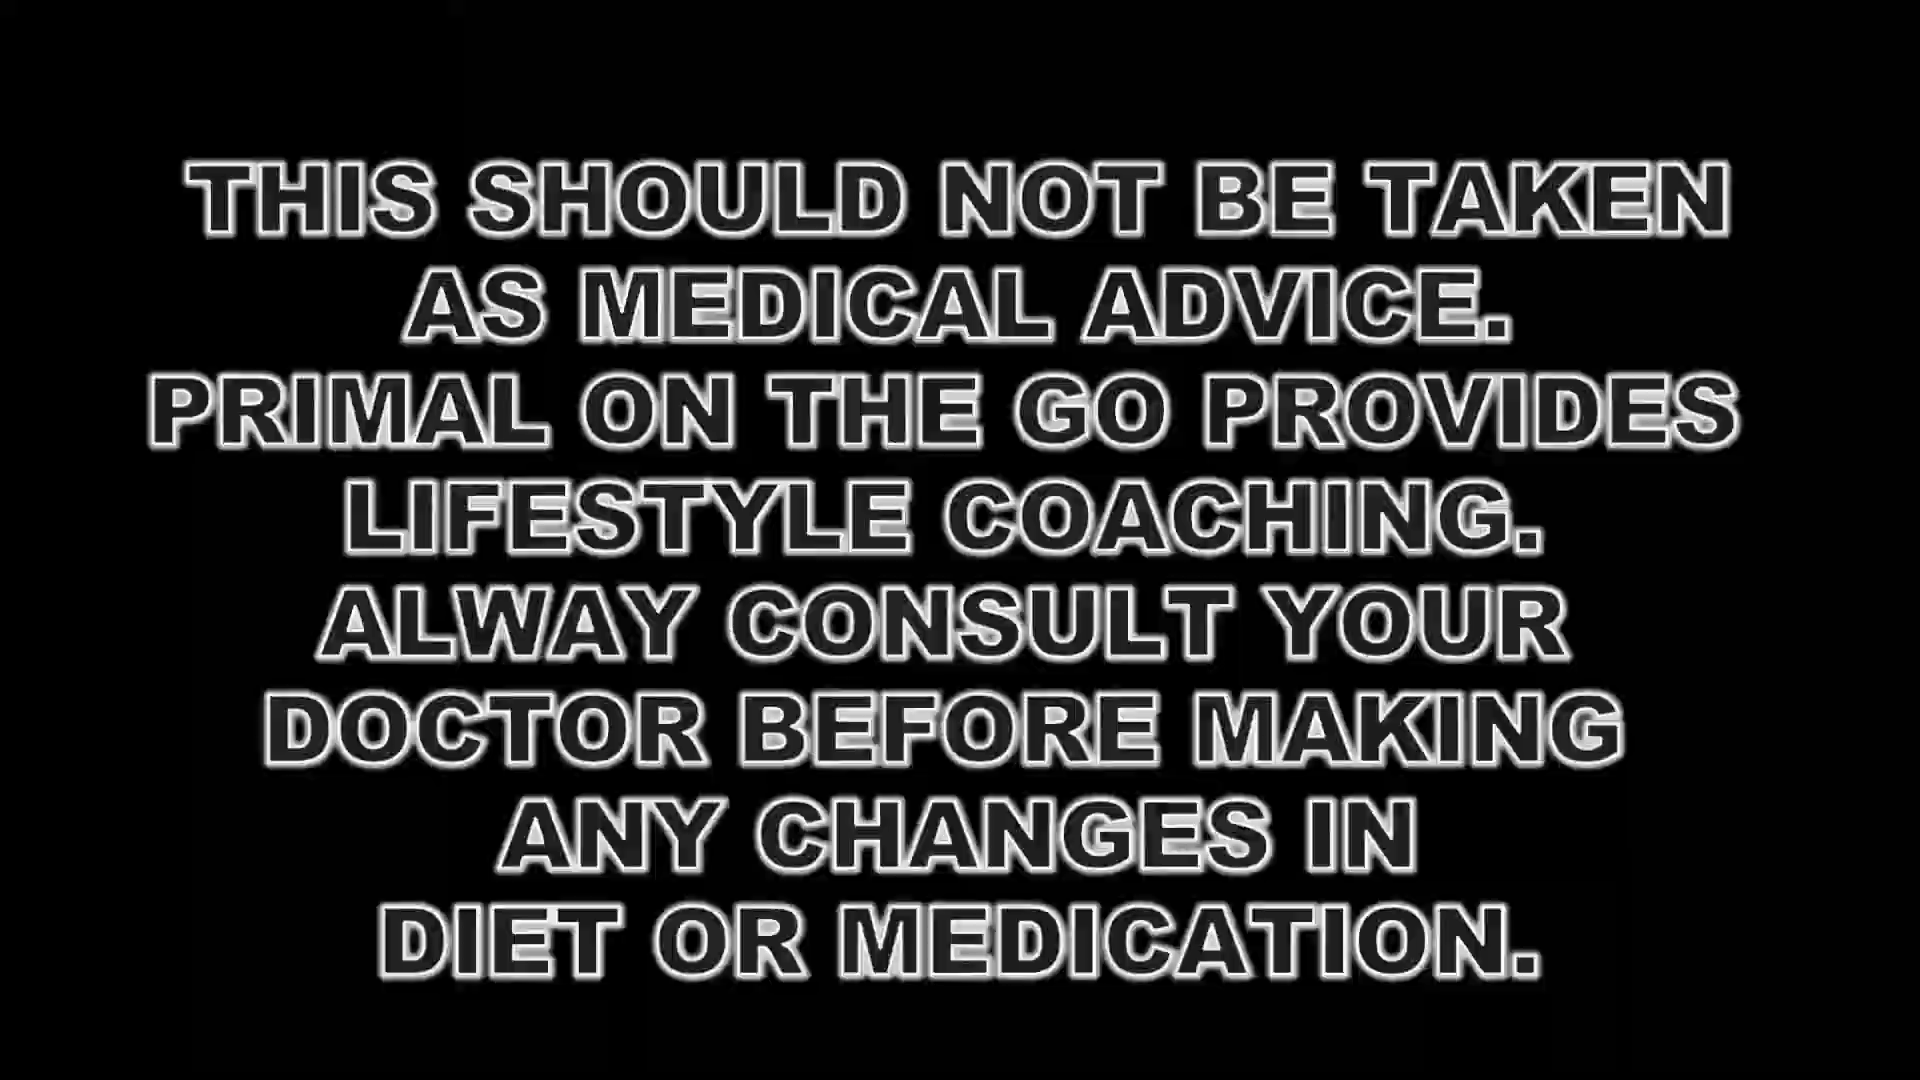 THIS SHOULD NOT BE TAKEN
AS MEDICAL ADVICE.
PRIMAL ON THE GO PROVIDES
LIFESTYLE COACHING.
ALWAY CONSULT YOUR
DOCTOR BEFORE MAKING
ANY CHANGES IN
DIET OR MEDICATION.